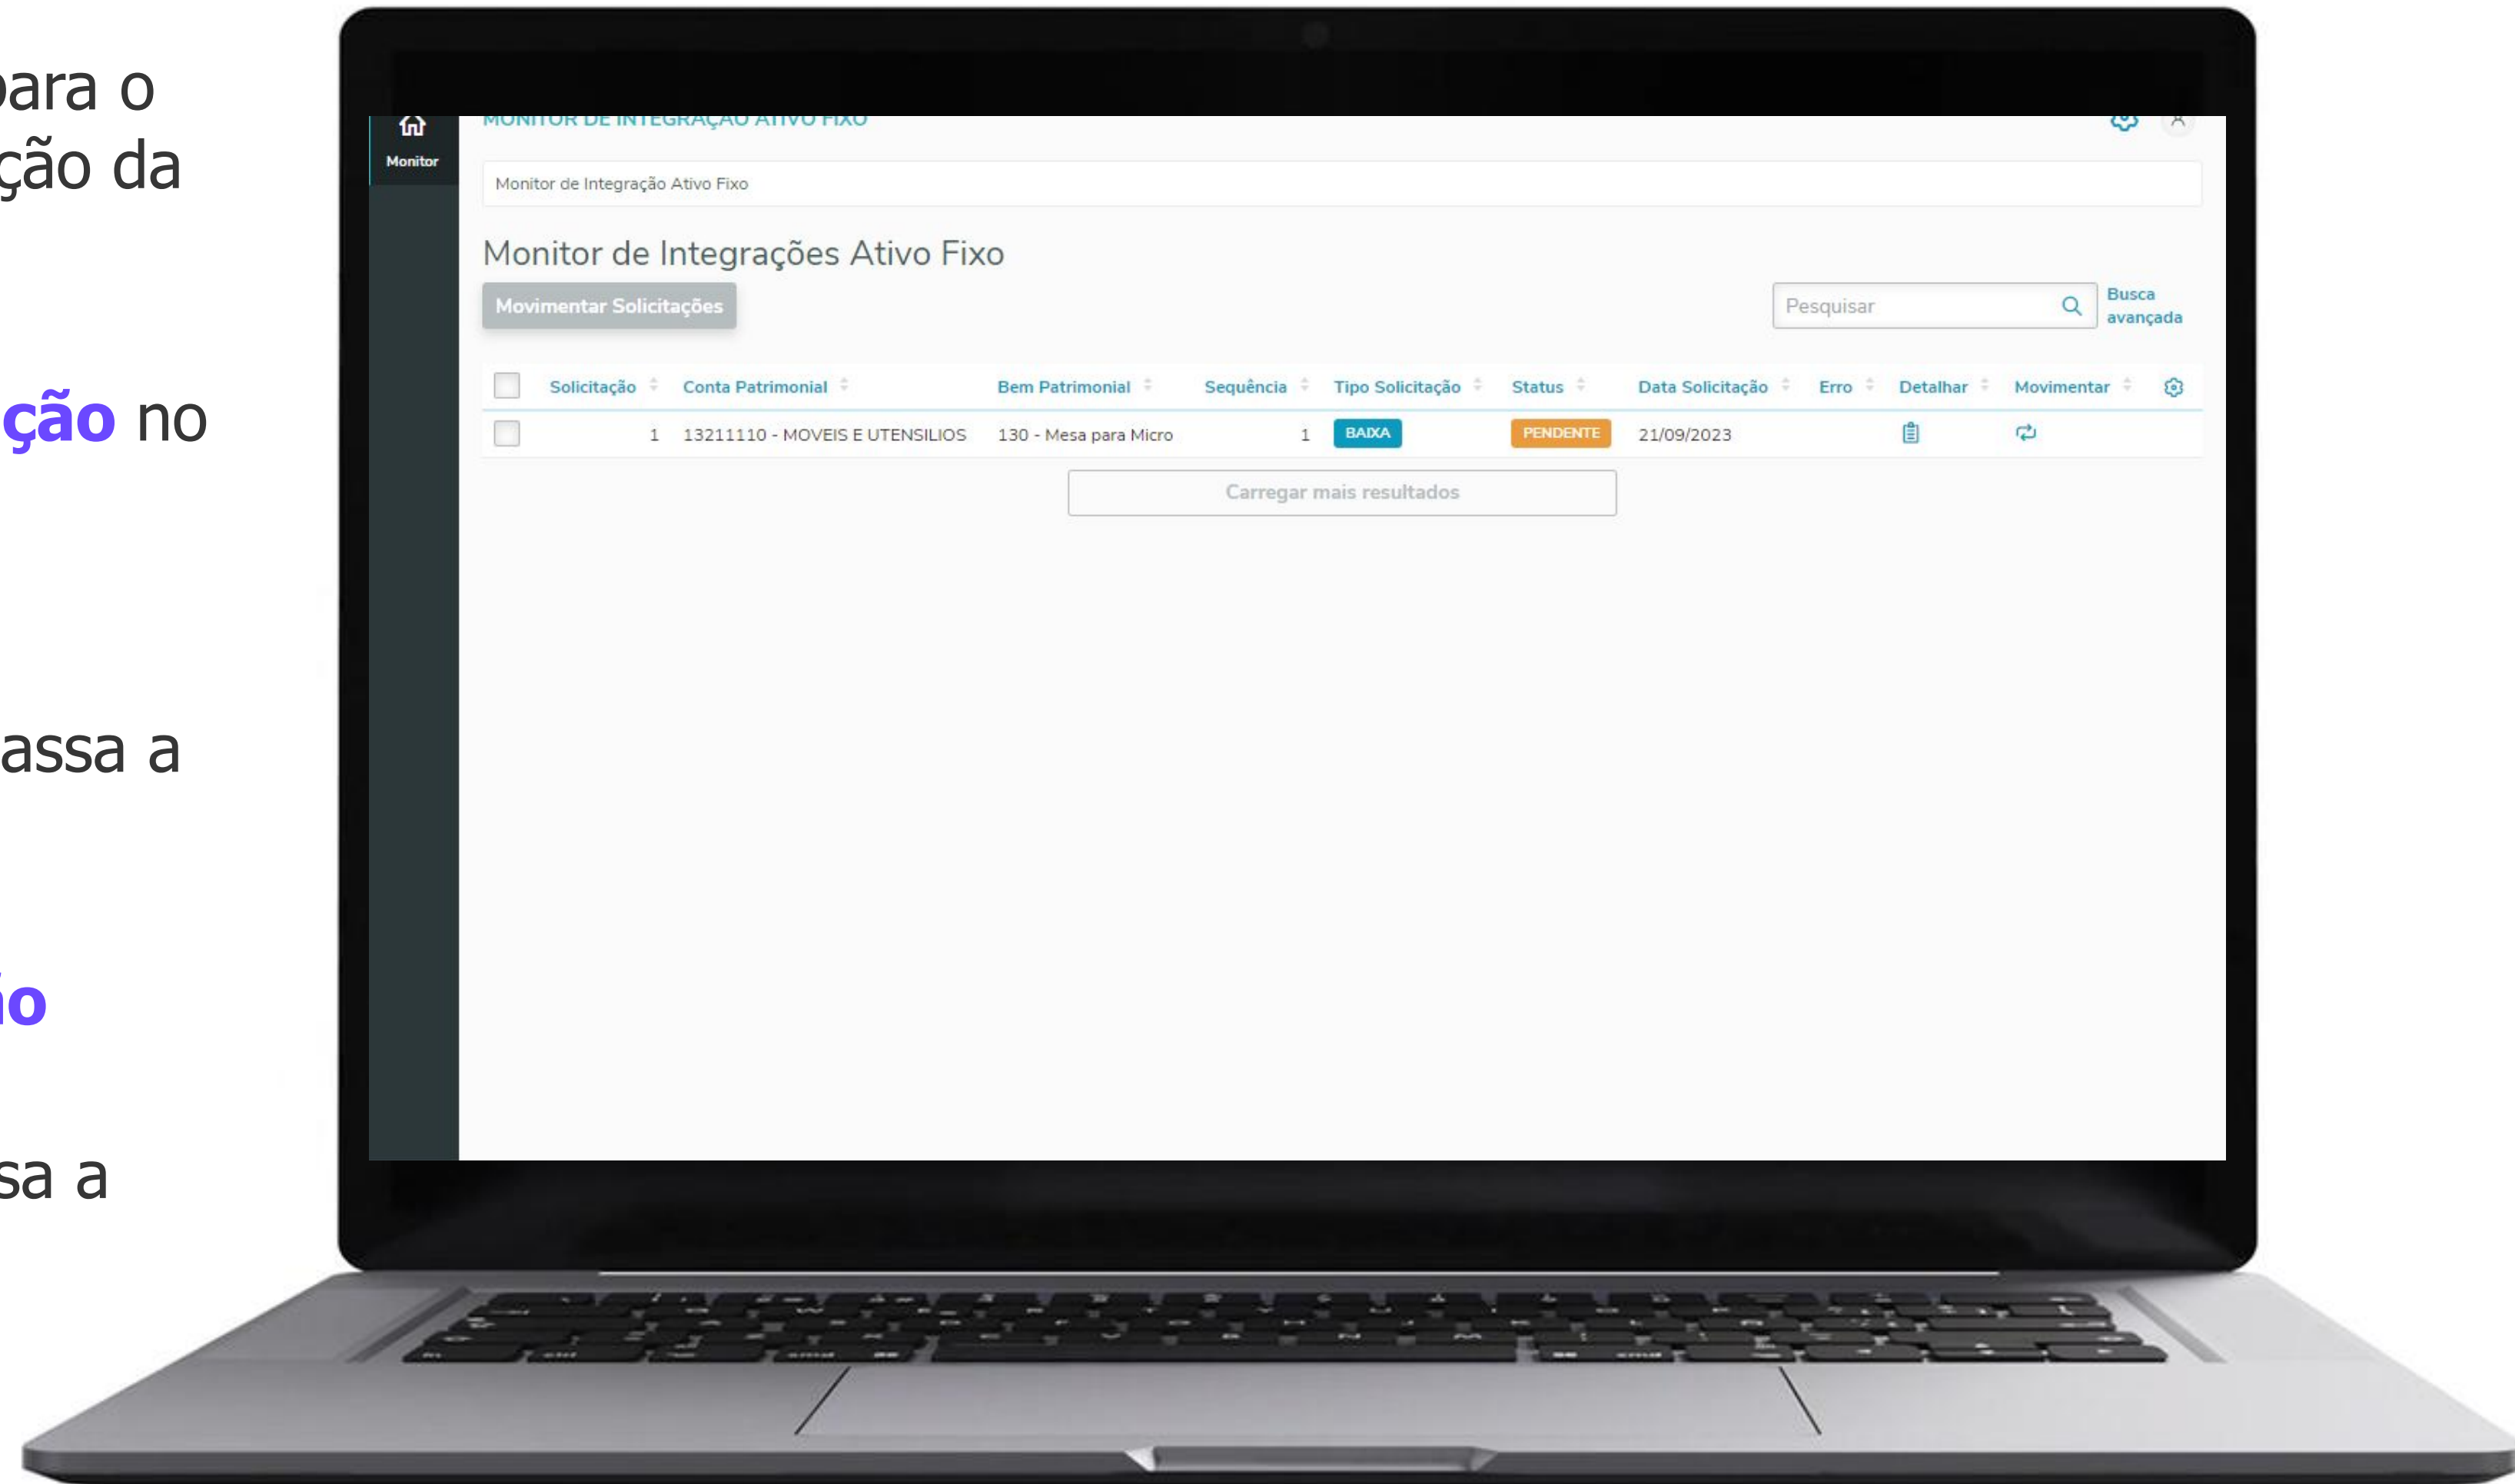 para o
ção da
ção no
assa a
ão
sa a
MONITOR DE INTEGRAÇÃO ATIVO FIXO
Monitor
Monitor de Integração Ativo Fixo
Monitor de Integrações Ativo Fixo
Movimentar Solicitações
Pesquisar
Busca
avançada
Solicitação Conta Patrimonial Bem Patrimonial Sequência Tipo Solicitação Status Data Solicitação Erro Detalhar Movimentar
1 13211110 - MOVEIS E UTENSILIOS 130 - Mesa para Micro 1 BAIXA PENDENTE 21/09/2023
Carregar mais resultados